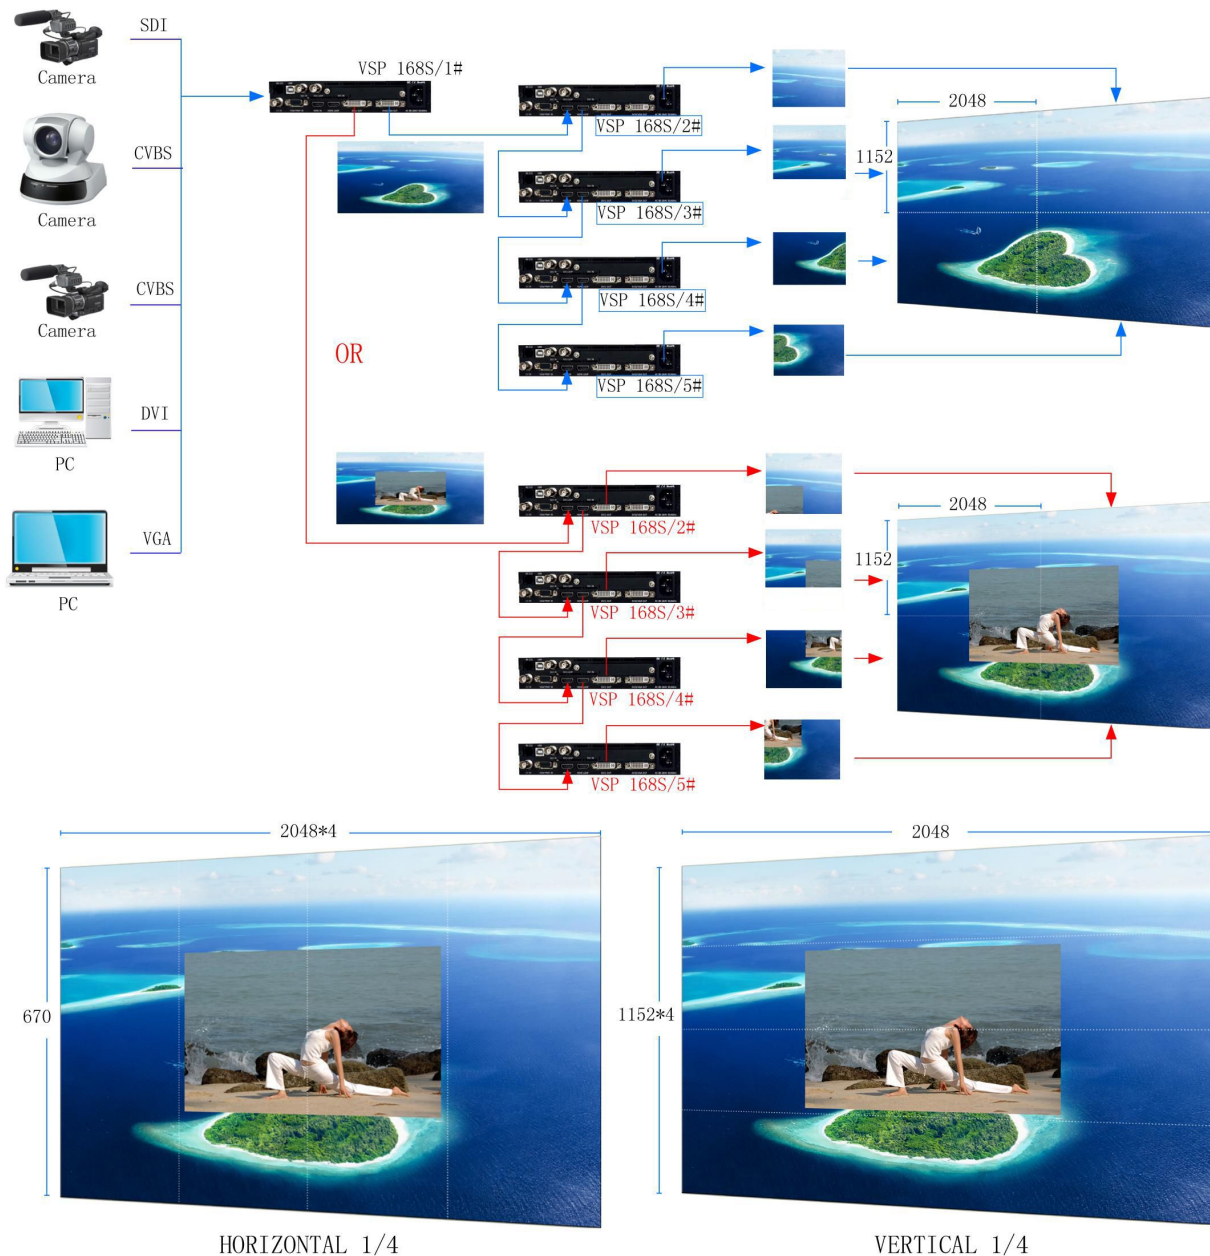 SDI
Camera
CVBS
Camera
CVBS
Camera
DVI
PC
VGA
PC
VSP 168S/1#
VSP 168S/2#
VSP 168S/3#
VSP 168S/4#
VSP 168S/5#
2048
1152
OR
VSP 168S/2#
VSP 168S/3#
VSP 168S/4#
VSP 168S/5#
2048
1152
2048*4
670
HORIZONTAL 1/4
2048
1152*4
VERTICAL 1/4